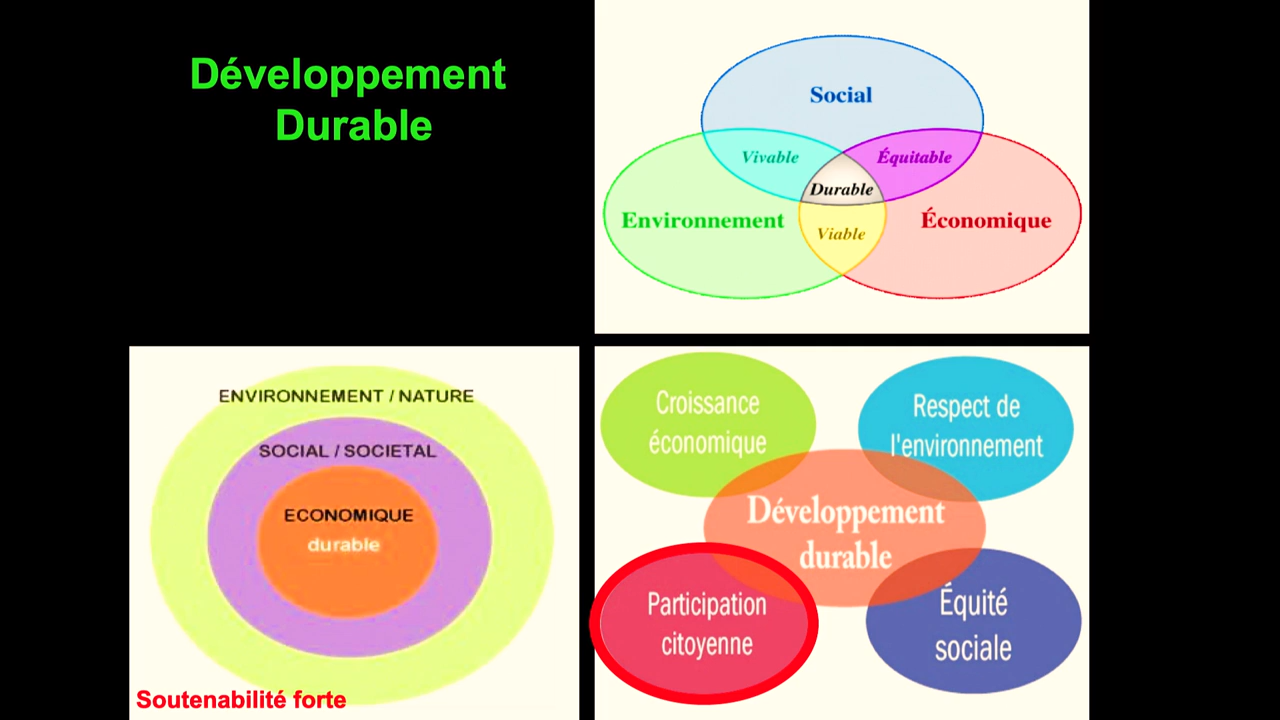 Développement
Durable
Social
Vivable
Équitable
Durable
Environnement
Économique
Viable
ENVIRONNEMENT / NATURE
SOCIAL / SOCIETAL
ECONOMIQUE
durable
Soutenabilité forte
Croissance
économique
Respect de
l'environnement
Développement
durable
Participation
citoyenne
Équité
sociale